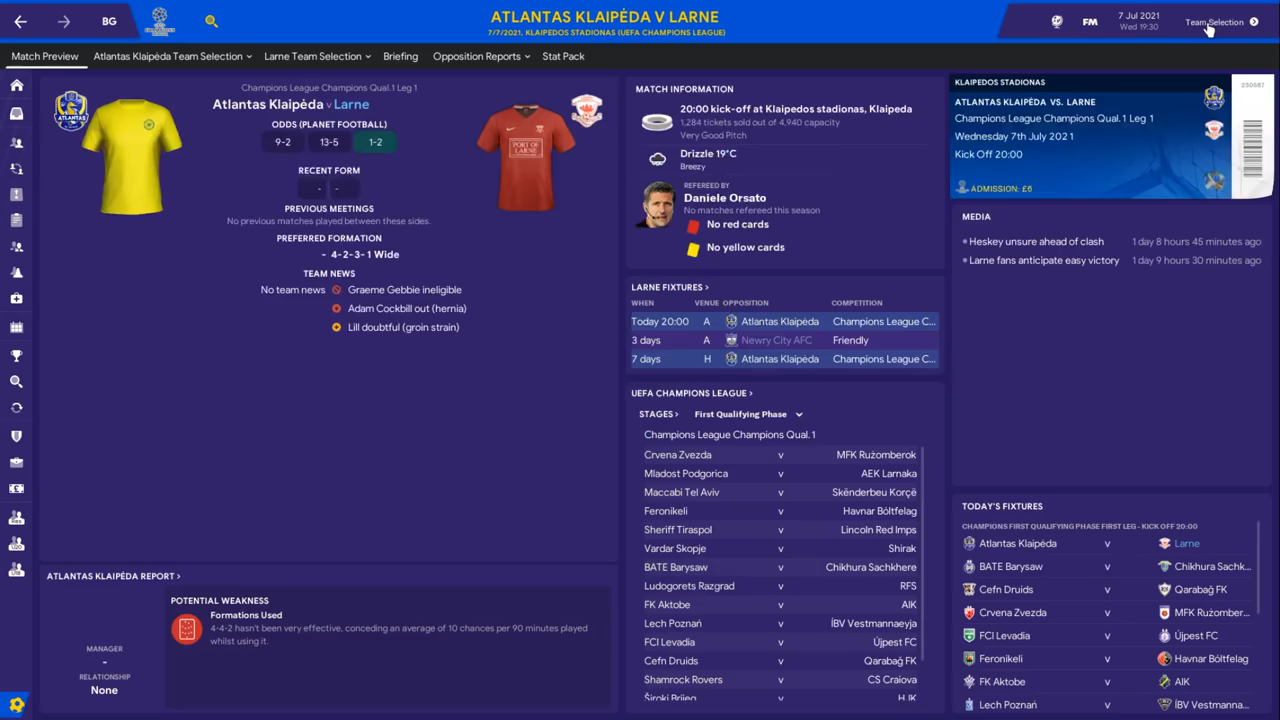 BG
ATLANTAS KLAIPĖDA V LARNE
7/7/2021, KLAIPEDOS STADIONAS (UEFA CHAMPIONS LEAGUE)
FM
7 Jul 2021
Wed 19:30
Team Selection
Match Preview
Atlantas Klaipėda Team Selection
Larne Team Selection
Briefing
Opposition Reports
Stat Pack
Champions League Champions Qual.1 Leg 1
Atlantas Klaipėda v Larne
ODDS (PLANET FOOTBALL)
9-2 13-5 1-2
RECENT FORM
- -
PREVIOUS MEETINGS
No previous matches played between these sides.
PREFERRED FORMATION
- 4-2-3-1 Wide
TEAM NEWS
No team news Graeme Gebbie ineligible
Adam Cockbill out (hernia)
Lill doubtful (groin strain)
ATLANTAS
PORT OF
LARNE
ATLANTAS KLAIPĖDA REPORT >
MANAGER
-
RELATIONSHIP
None
POTENTIAL WEAKNESS
Formations Used
4-4-2 hasn't been very effective, conceding an average of 10 chances per 90 minutes played
whilst using it.
MATCH INFORMATION
20:00 kick-off at Klaipedos stadionas, Klaipeda
1,284 tickets sold out of 4,940 capacity
Very Good Pitch
Drizzle 19°C
Breezy
REFEREED BY
Daniele Orsato
No matches refereed this season
No red cards
No yellow cards
LARNE FIXTURES >
WHEN VENUE OPPOSITION COMPETITION
Today 20:00 A Atlantas Klaipėda Champions League C...
3 days A Newry City AFC Friendly
7 days H Atlantas Klaipėda Champions League C...
UEFA CHAMPIONS LEAGUE >
STAGES > First Qualifying Phase
Champions League Champions Qual. 1
Crvena Zvezda v MFK Ružomberok
Mladost Podgorica v AEK Larnaka
Maccabi Tel Aviv v Skënderbeu Korçë
Feronikeli v Havnar Bóltfelag
Sheriff Tiraspol v Lincoln Red Imps
Vardar Skopje v Shirak
BATE Barysaw v Chikhura Sachkhere
Ludogorets Razgrad v RFS
FK Aktobe v AIK
Lech Poznań v ÍBV Vestmannaeyja
FCI Levadia v Újpest FC
Cefn Druids v Qarabağ FK
Shamrock Rovers v CS Craiova
Široki Brijeg v HJK
KLAIPEDOS STADIONAS
ATLANTAS KLAIPĖDA VS. LARNE
Champions League Champions Qual. 1 Leg 1
Wednesday 7th July 2021
Kick Off 20:00
ADMISSION: £6
250587
MEDIA
Heskey unsure ahead of clash 1 day 8 hours 45 minutes ago
Larne fans anticipate easy victory 1 day 9 hours 30 minutes ago
TODAY'S FIXTURES
CHAMPIONS FIRST QUALIFYING PHASE FIRST LEG - KICK OFF 20:00
Atlantas Klaipėda v Larne
BATE Barysaw v Chikhura Sachk...
Cefn Druids v Qarabağ FK
Crvena Zvezda v MFK Ružomber...
FCI Levadia v Újpest FC
Feronikeli v Havnar Bóltfelag
FK Aktobe v AIK
Lech Poznań v ÍBV Vestmanna...